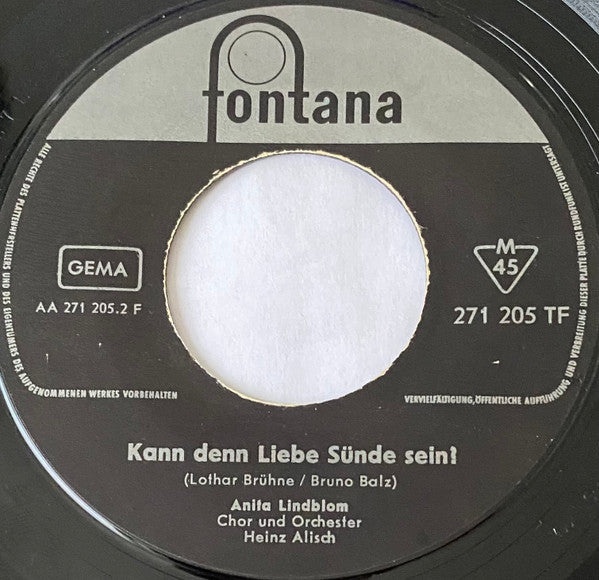 fontana
ALLE RECHTE DES PLATTENHERSTELLERS UND DES EIGENTÜMERS DES AUFGENOMMENEN WERKES VORBEHALTEN
VERVIELFÄLTIGUNG, ÖFFENTLICHE AUFFÜHRUNG UND VERBREITUNG DIESER PLATTE DURCH RUNDFUNK IST UNTERSAGT
GEMA
AA 271 205.2 F
M
45
271 205 TF
Kann denn Liebe Sünde sein?
(Lothar Brühne / Bruno Balz)
Anita Lindblom
Chor und Orchester
Heinz Alisch